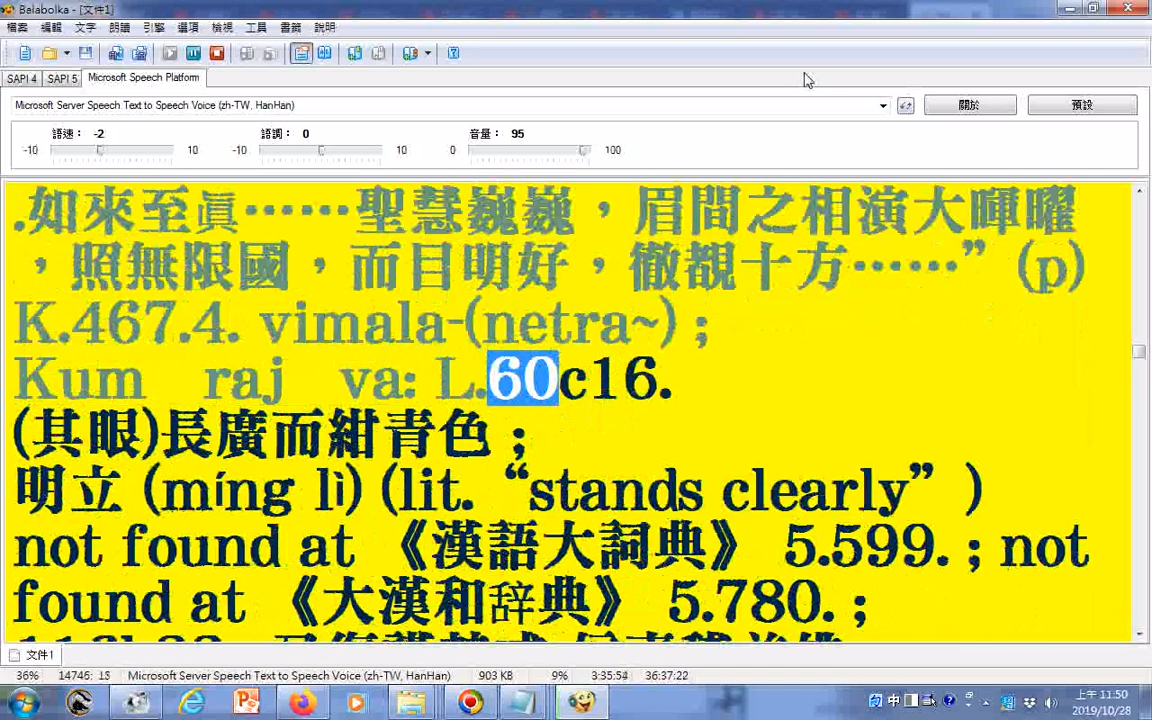 Balabolka - [文件1]
檔案 編輯 文字 朗讀 引擎 選項 檢視 工具 書籤 說明
SAPI 4 SAPI 5 Microsoft Speech Platform
Microsoft Server Speech Text to Speech Voice (zh-TW, HanHan) 關於 預設
語速： -2 語調： 0 音量： 95
-10 10 -10 10 0 100
.如來至眞……聖慧巍巍，眉間之相演大暉曜
，照無限國，而目明好，徹覩十方……” (p)
K.467.4. vimala-(netra~) ;
Kum raj va: L.60c16.
(其眼)長廣而紺青色；
明立 (míng lì) (lit. “stands clearly” )
not found at 《漢語大詞典》 5.599. ; not
found at 《大漢和辞典》 5.780. ;
文件1
36% 14746: 13 Microsoft Server Speech Text to Speech Voice (zh-TW, HanHan) 903 KB 9% 3:35:54 36:37:22
中 上午 11:50
2019/10/28